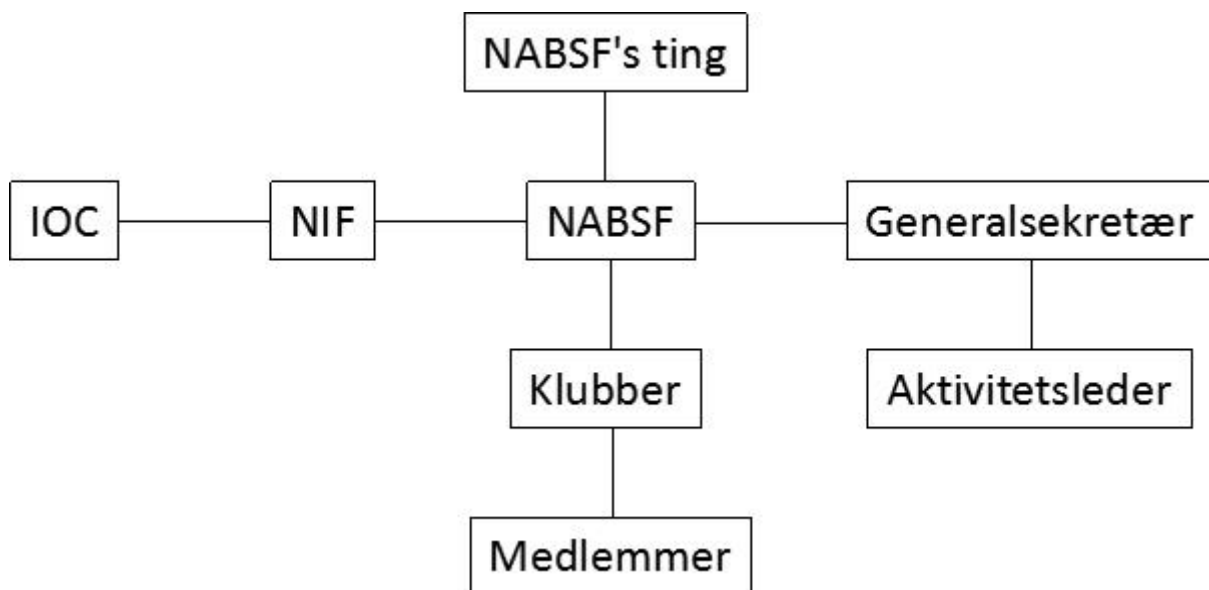 NABSF's ting
IOC
NIF
NABSF
Generalsekretær
Klubber
Aktivitetsleder
Medlemmer